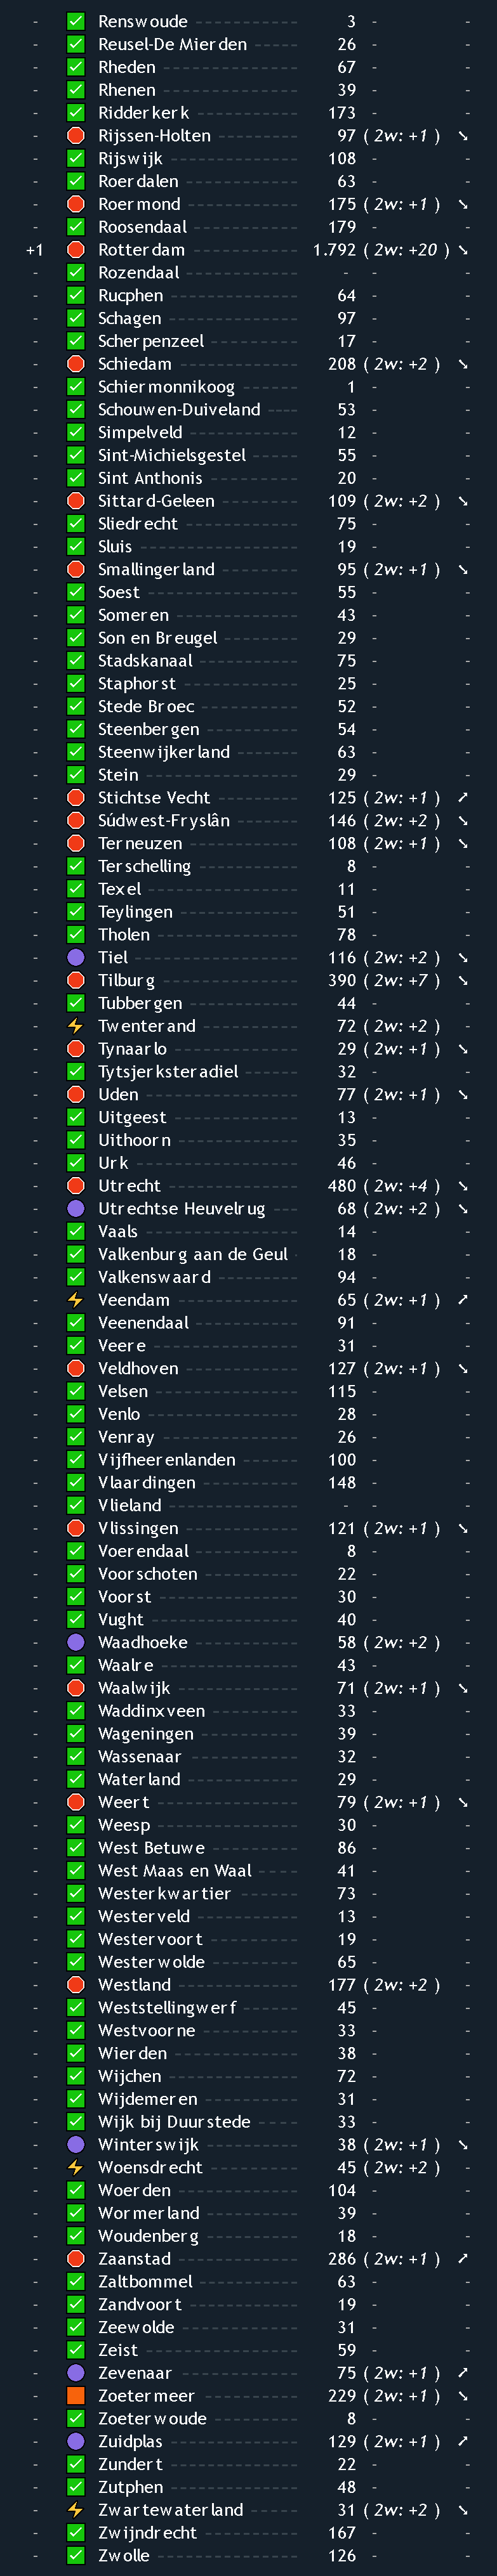 - Renswoude 3 - -
- Reusel-De Mierden 26 - -
- Rheden 67 - -
- Rhenen 39 - -
- Ridderkerk 173 - -
- Rijssen-Holten 97 ( 2w: +1 ) ↘
- Rijswijk 108 - -
- Roerdalen 63 - -
- Roermond 175 ( 2w: +1 ) ↘
- Roosendaal 179 - -
+1 Rotterdam 1.792 ( 2w: +20 ) ↘
- Rozendaal - - -
- Rucphen 64 - -
- Schagen 97 - -
- Scherpenzeel 17 - -
- Schiedam 208 ( 2w: +2 ) ↘
- Schiermonnikoog 1 - -
- Schouwen-Duiveland 53 - -
- Simpelveld 12 - -
- Sint-Michielsgestel 55 - -
- Sint Anthonis 20 - -
- Sittard-Geleen 109 ( 2w: +2 ) ↘
- Sliedrecht 75 - -
- Sluis 19 - -
- Smallingerland 95 ( 2w: +1 ) ↘
- Soest 55 - -
- Someren 43 - -
- Son en Breugel 29 - -
- Stadskanaal 75 - -
- Staphorst 25 - -
- Stede Broec 52 - -
- Steenbergen 54 - -
- Steenwijkerland 63 - -
- Stein 29 - -
- Stichtse Vecht 125 ( 2w: +1 ) ↗
- Súdwest-Fryslân 146 ( 2w: +2 ) ↘
- Terneuzen 108 ( 2w: +1 ) ↘
- Terschelling 8 - -
- Texel 11 - -
- Teylingen 51 - -
- Tholen 78 - -
- Tiel 116 ( 2w: +2 ) ↘
- Tilburg 390 ( 2w: +7 ) ↘
- Tubbergen 44 - -
- Twenterand 72 ( 2w: +2 ) -
- Tynaarlo 29 ( 2w: +1 ) ↘
- Tytsjerksteradiel 32 - -
- Uden 77 ( 2w: +1 ) ↘
- Uitgeest 13 - -
- Uithoorn 35 - -
- Urk 46 - -
- Utrecht 480 ( 2w: +4 ) ↘
- Utrechtse Heuvelrug 68 ( 2w: +2 ) ↘
- Vaals 14 - -
- Valkenburg aan de Geul 18 - -
- Valkenswaard 94 - -
- Veendam 65 ( 2w: +1 ) ↗
- Veenendaal 91 - -
- Veere 31 - -
- Veldhoven 127 ( 2w: +1 ) ↘
- Velsen 115 - -
- Venlo 28 - -
- Venray 26 - -
- Vijfheerenlanden 100 - -
- Vlaardingen 148 - -
- Vlieland - - -
- Vlissingen 121 ( 2w: +1 ) ↘
- Voerendaal 8 - -
- Voorschoten 22 - -
- Voorst 30 - -
- Vught 40 - -
- Waadhoeke 58 ( 2w: +2 ) -
- Waalre 43 - -
- Waalwijk 71 ( 2w: +1 ) ↘
- Waddinxveen 33 - -
- Wageningen 39 - -
- Wassenaar 32 - -
- Waterland 29 - -
- Weert 79 ( 2w: +1 ) ↘
- Weesp 30 - -
- West Betuwe 86 - -
- West Maas en Waal 41 - -
- Westerkwartier 73 - -
- Westerveld 13 - -
- Westervoort 19 - -
- Westerwolde 65 - -
- Westland 177 ( 2w: +2 ) -
- Weststellingwerf 45 - -
- Westvoorne 33 - -
- Wierden 38 - -
- Wijchen 72 - -
- Wijdemeren 31 - -
- Wijk bij Duurstede 33 - -
- Winterswijk 38 ( 2w: +1 ) ↘
- Woensdrecht 45 ( 2w: +2 ) -
- Woerden 104 - -
- Wormerland 39 - -
- Woudenberg 18 - -
- Zaanstad 286 ( 2w: +1 ) ↗
- Zaltbommel 63 - -
- Zandvoort 19 - -
- Zeewolde 31 - -
- Zeist 59 - -
- Zevenaar 75 ( 2w: +1 ) ↗
- Zoetermeer 229 ( 2w: +1 ) ↘
- Zoeterwoude 8 - -
- Zuidplas 129 ( 2w: +1 ) ↗
- Zundert 22 - -
- Zutphen 48 - -
- Zwartewaterland 31 ( 2w: +2 ) ↘
- Zwijndrecht 167 - -
- Zwolle 126 - -